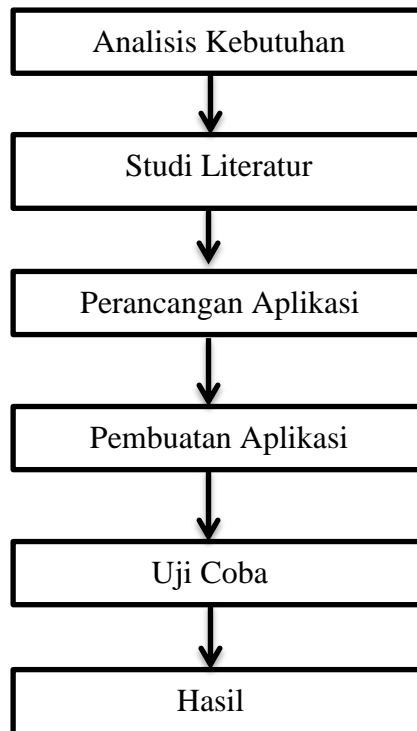 Analisis Kebutuhan
Studi Literatur
Perancangan Aplikasi
Pembuatan Aplikasi
Uji Coba
Hasil